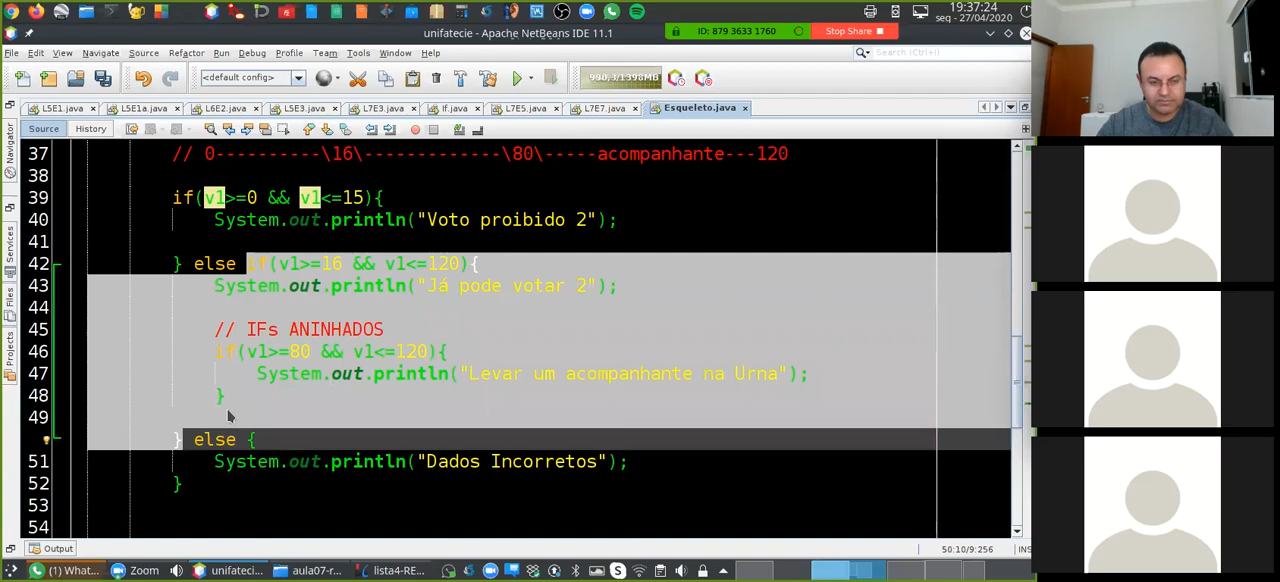 19:37:24
seg - 27/04/2020
unifatecie - Apache NetBeans IDE 11.1
ID: 879 3633 1760
Stop Share
File Edit View Navigate Source Refactor Run Debug Profile Team Tools Window Help
Search (Ctrl+I)
<default config>
990,3/1398MB
L5E1.java
L5E1a.java
L6E2.java
L5E3.java
L7E3.java
If.java
L7E5.java
L7E7.java
Esqueleto.java
Source History
Navigator
Services
Files
Projects
37 // 0----------\16\-------------\80\-----acompanhante---120
38
39 if(v1>=0 && v1<=15){
40 System.out.println("Voto proibido 2");
41
42 } else if(v1>=16 && v1<=120){
43 System.out.println("Já pode votar 2");
44
45 // IFs ANINHADOS
46 if(v1>=80 && v1<=120){
47 System.out.println("Levar um acompanhante na Urna");
48 }
49
} else {
51 System.out.println("Dados Incorretos");
52 }
53
54
Output
50:10/9:256
INS
(1) What...
Zoom
unifateci...
aula07-r...
lista4-RE...